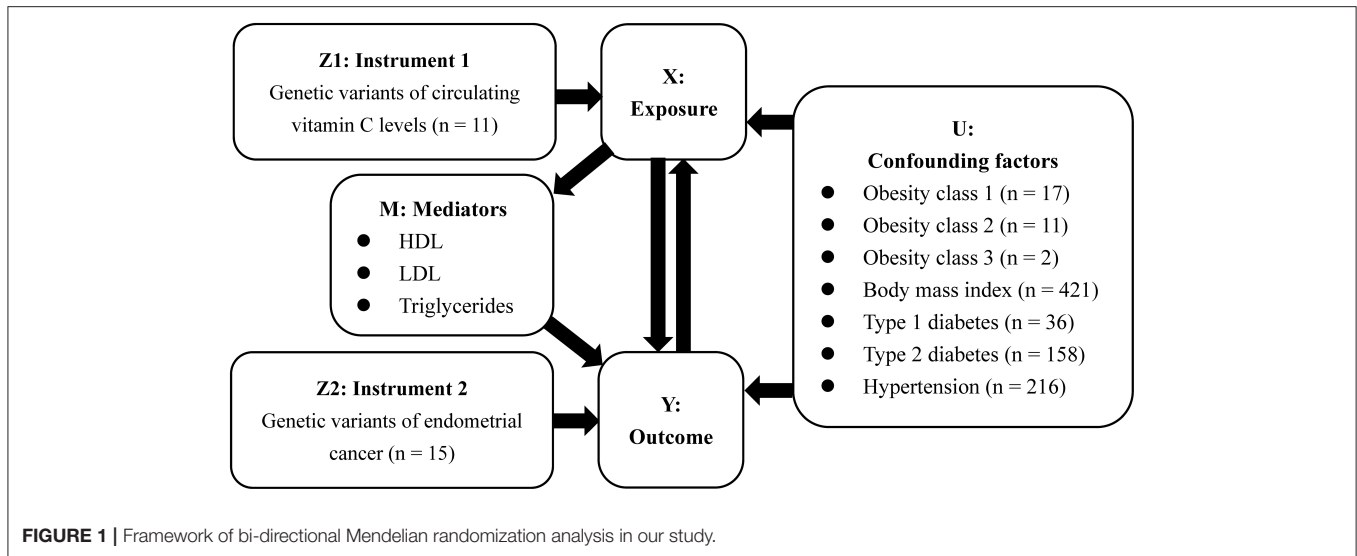 Z1: Instrument 1
Genetic variants of circulating
vitamin C levels (n = 11)
X:
Exposure
M: Mediators
● HDL
● LDL
● Triglycerides
Z2: Instrument 2
Genetic variants of endometrial
cancer (n = 15)
Y:
Outcome
U:
Confounding factors
● Obesity class 1 (n = 17)
● Obesity class 2 (n = 11)
● Obesity class 3 (n = 2)
● Body mass index (n = 421)
● Type 1 diabetes (n = 36)
● Type 2 diabetes (n = 158)
● Hypertension (n = 216)
FIGURE 1 | Framework of bi-directional Mendelian randomization analysis in our study.